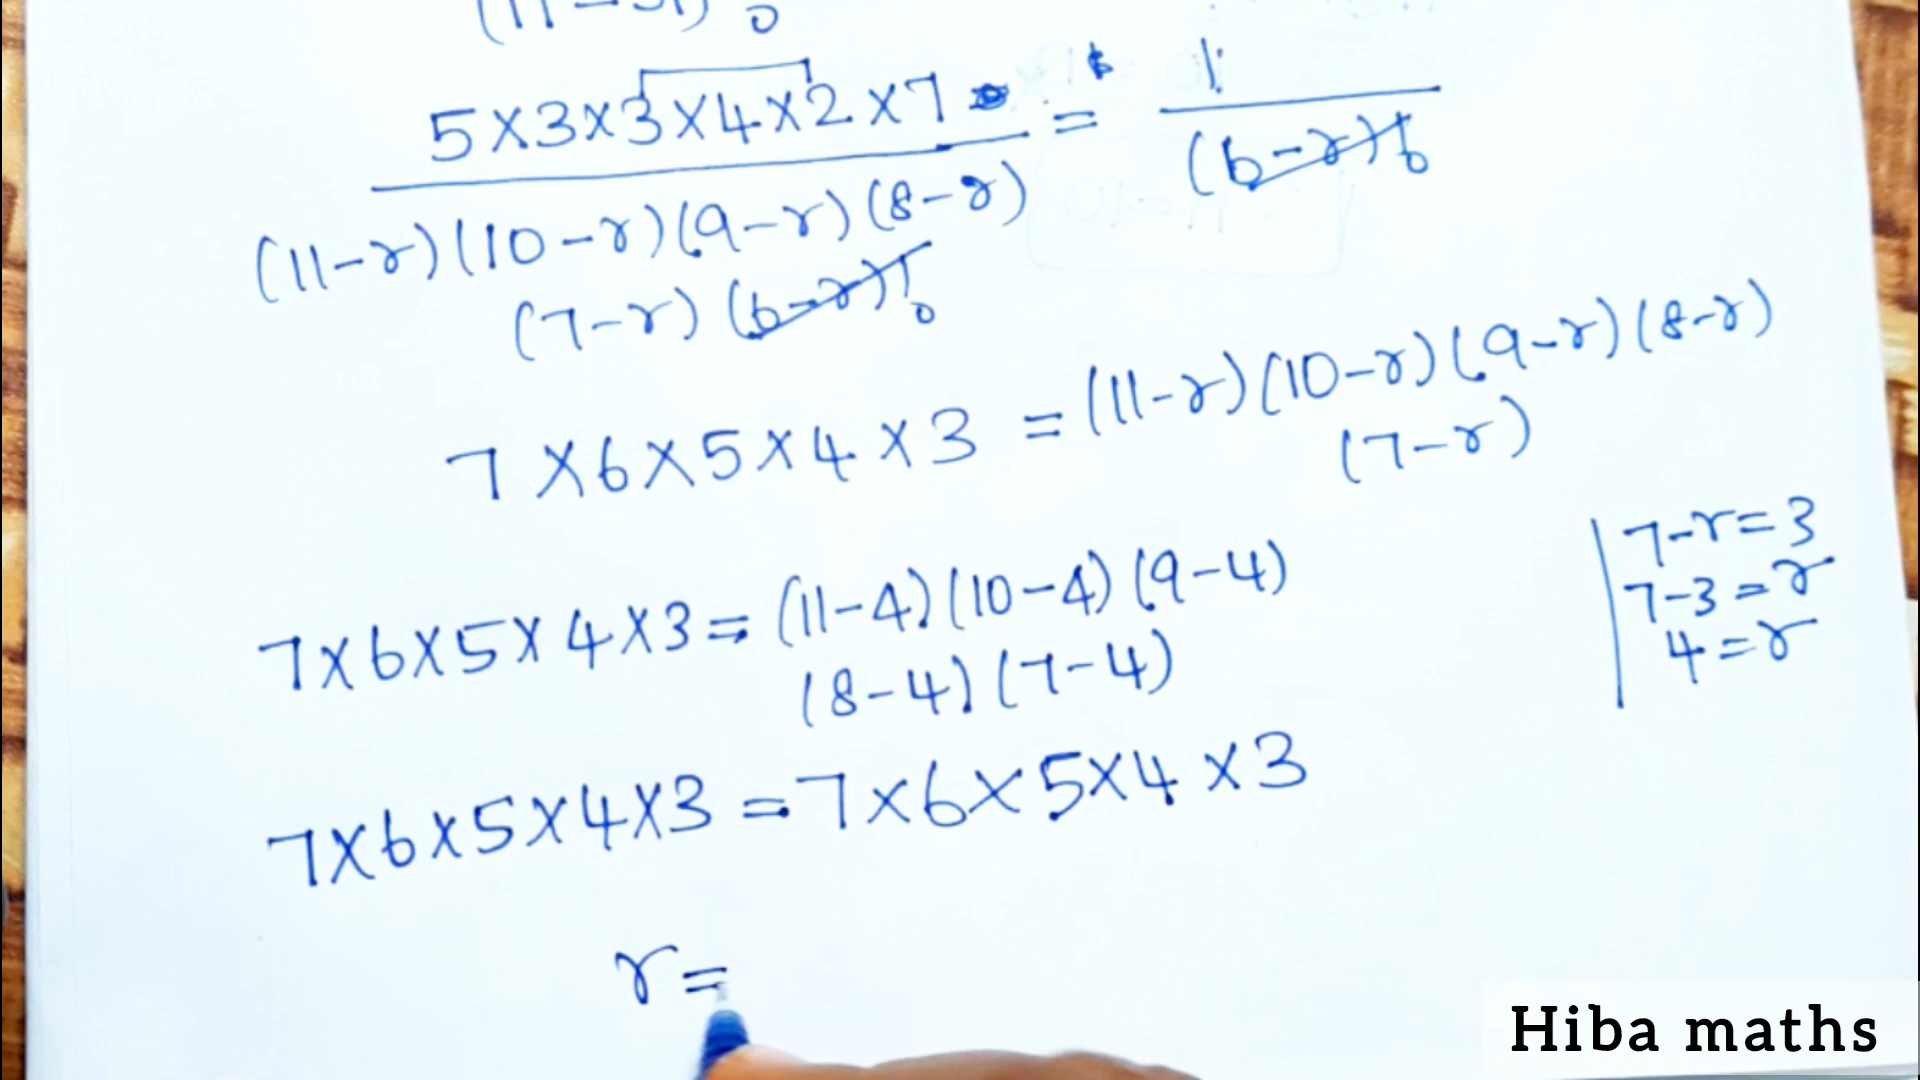 5×3×3×4×2×7 = 1
(11-r)(10-r)(9-r)(8-r) (6-r)!
(7-r)(6-r)!
7×6×5×4×3 = (11-r)(10-r)(9-r)(8-r)
(7-r)
7×6×5×4×3 = (11-4)(10-4)(9-4)
(8-4)(7-4)
7-r=3
7-3=r
4=r
7×6×5×4×3 = 7×6×5×4×3
r=
Hiba maths